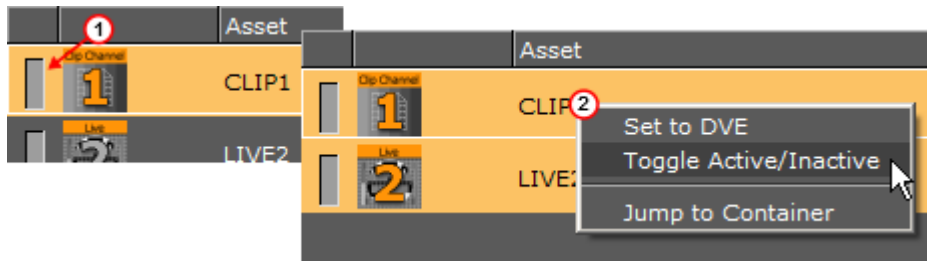 Asset
1
Clip Channel
1
CLIP1
Live
2
LIVE2
Asset
Clip Channel
1
CLIP
2
Set to DVE
Toggle Active/Inactive
Live
2
LIVE2
Jump to Container